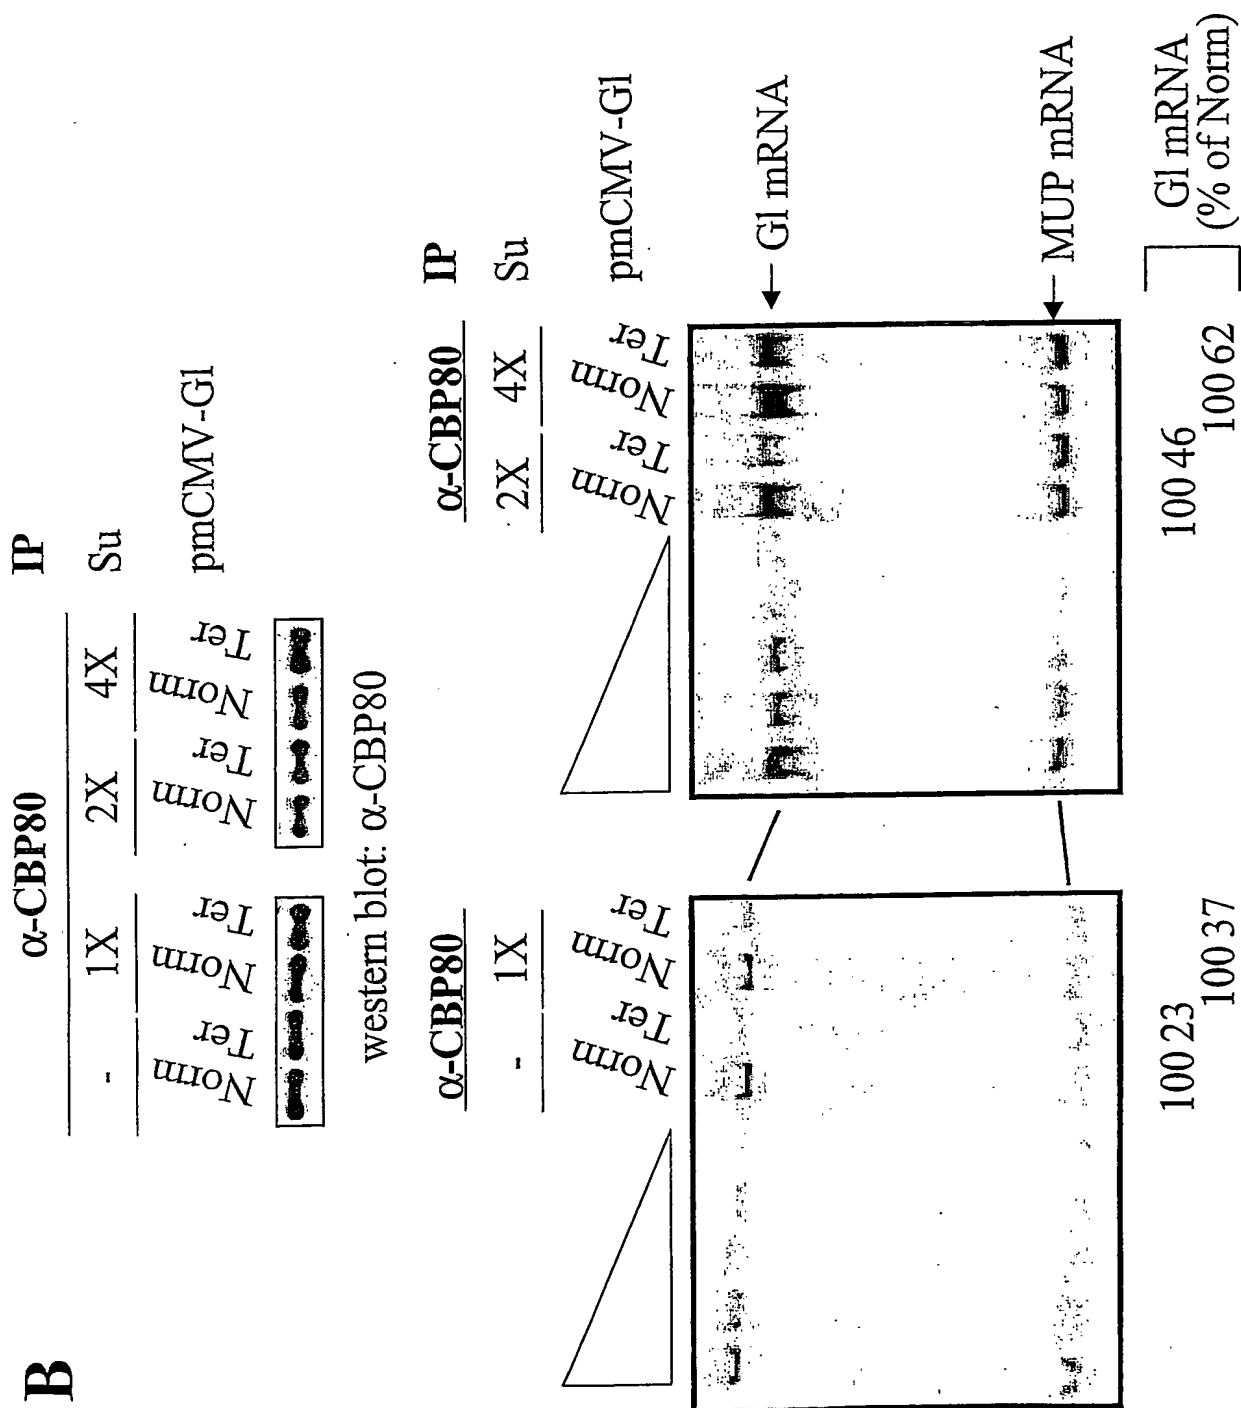 B
α-CBP80 IP
- 1X 2X 4X Su
Norm Ter Norm Ter Norm Ter Norm Ter pmCMV-Gl
western blot: α-CBP80
α-CBP80 α-CBP80 IP
- 1X 2X 4X Su
Norm Ter Norm Ter Norm Ter Norm Ter pmCMV-Gl
Gl mRNA
MUP mRNA
100 23 100 46 Gl mRNA
100 37 100 62 (% of Norm)